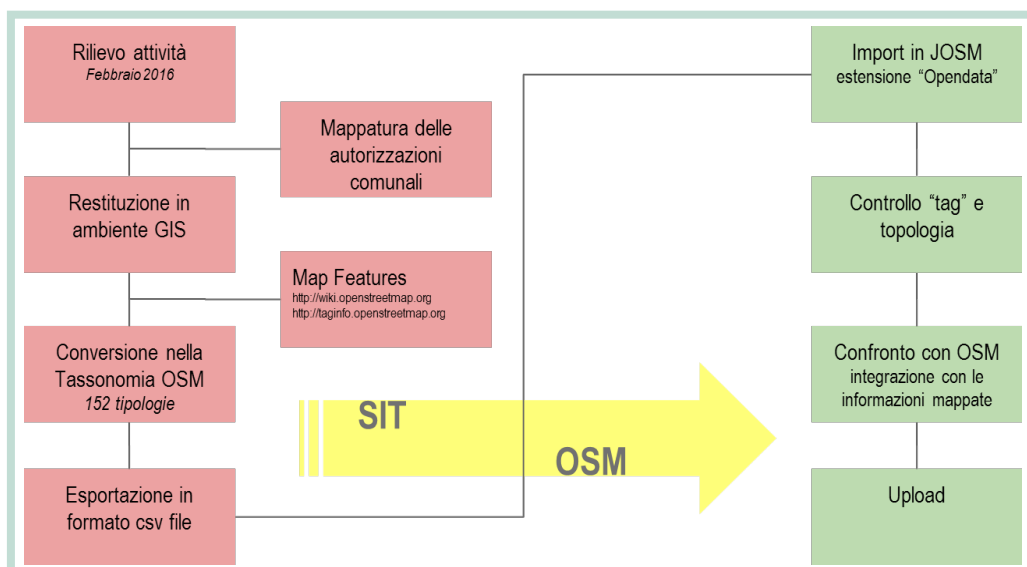 Rilievo attività
Febbraio 2016
Mappatura delle
autorizzazioni
comunali
Restituzione in
ambiente GIS
Map Features
http://wiki.openstreetmap.org
http://taginfo.openstreetmap.org
Conversione nella
Tassonomia OSM
152 tipologie
Esportazione in
formato csv file
SIT
OSM
Import in JOSM
estensione “Opendata”
Controllo “tag” e
topologia
Confronto con OSM
integrazione con le
informazioni mappate
Upload